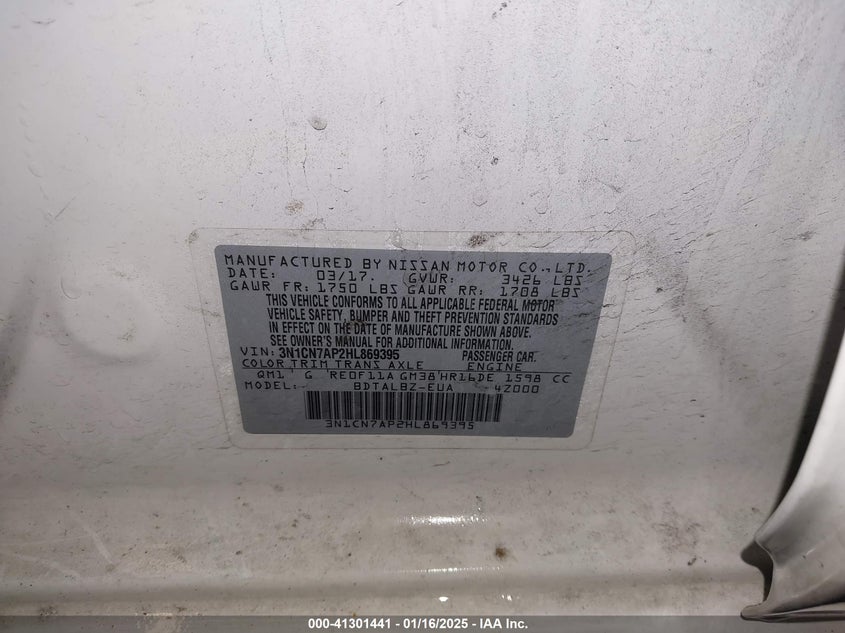 MANUFACTURED BY NISSAN MOTOR CO., LTD.
DATE: 03/17. GVWR: 3426 LBS
GAWR FR: 1750 LBS GAWR RR: 1708 LBS
THIS VEHICLE CONFORMS TO ALL APPLICABLE FEDERAL MOTOR
VEHICLE SAFETY, BUMPER AND THEFT PREVENTION STANDARDS
IN EFFECT ON THE DATE OF MANUFACTURE SHOWN ABOVE.
SEE OWNER'S MANUAL FOR ADDITIONAL INFORMATION.
VIN: 3N1CN7AP2HL869395 PASSENGER CAR.
COLOR TRIM TRANS AXLE ENGINE
QM1 G RE0F11A GM38 HR16DE 1598 CC
MODEL: BDTALBZ-EUA 4Z000
3N1CN7AP2HL869395
000-41301441 - 01/16/2025 - IAA Inc.